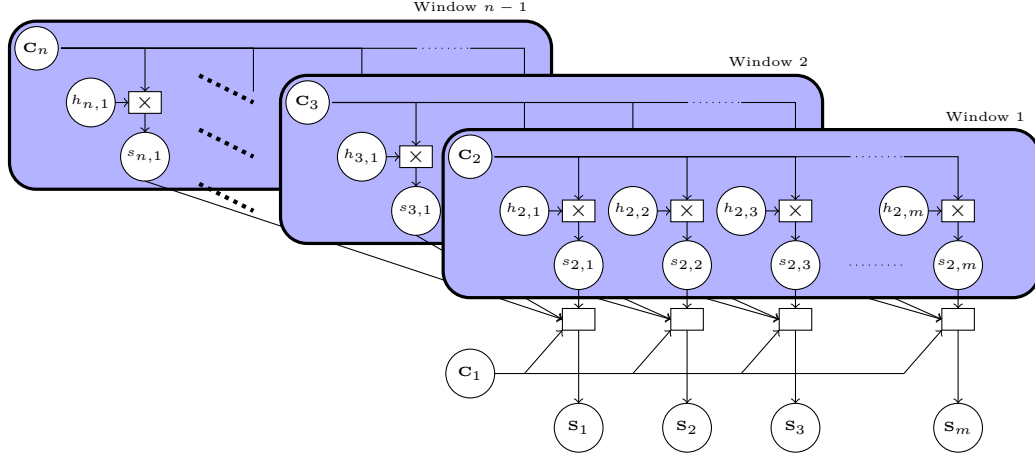 Window n − 1
C_n
Window 2
h_{n,1} ×
C_3
s_{n,1}
Window 1
h_{3,1} ×
C_2
s_{3,1}
h_{2,1} × h_{2,2} × h_{2,3} × h_{2,m} ×
s_{2,1} s_{2,2} s_{2,3} s_{2,m}
C_1
S_1 S_2 S_3 S_m